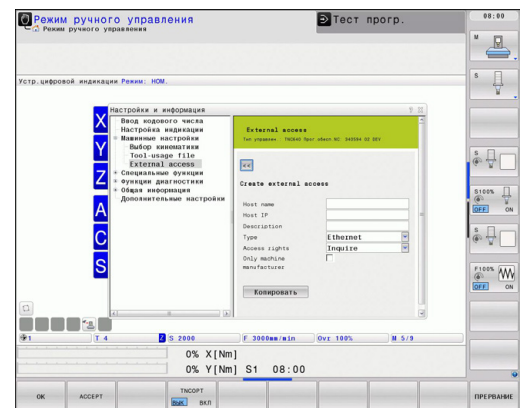 Режим ручного управления
Режим ручного управления
Тест прогр.
08:00
M
Устр.цифровой индикации Режим: НОМ.
S
Настройки и информация
? ☒
X
Y
Z
A
C
S
Ввод кодового числа
Настройка индикации
Машинные настройки
Выбор кинематики
Tool-usage file
External access
Специальные функции
Функции диагностики
Общая информация
Дополнительные настройки
External access
<<
Create external access
Host name
Host IP
Description
Type Ethernet
Access rights Inquire
Only machine
manufacturer
Копировать
S
S100%
OFF ON
S
F100%
OFF ON
1 T 4 Z S 2000 F 3000mm/min Ovr 100% M 5/9
0% X[Nm]
0% Y[Nm] S1 08:00
OK
ACCEPT
TNCOPT
ВЫК ВКЛ
ПРЕРВАНИЕ